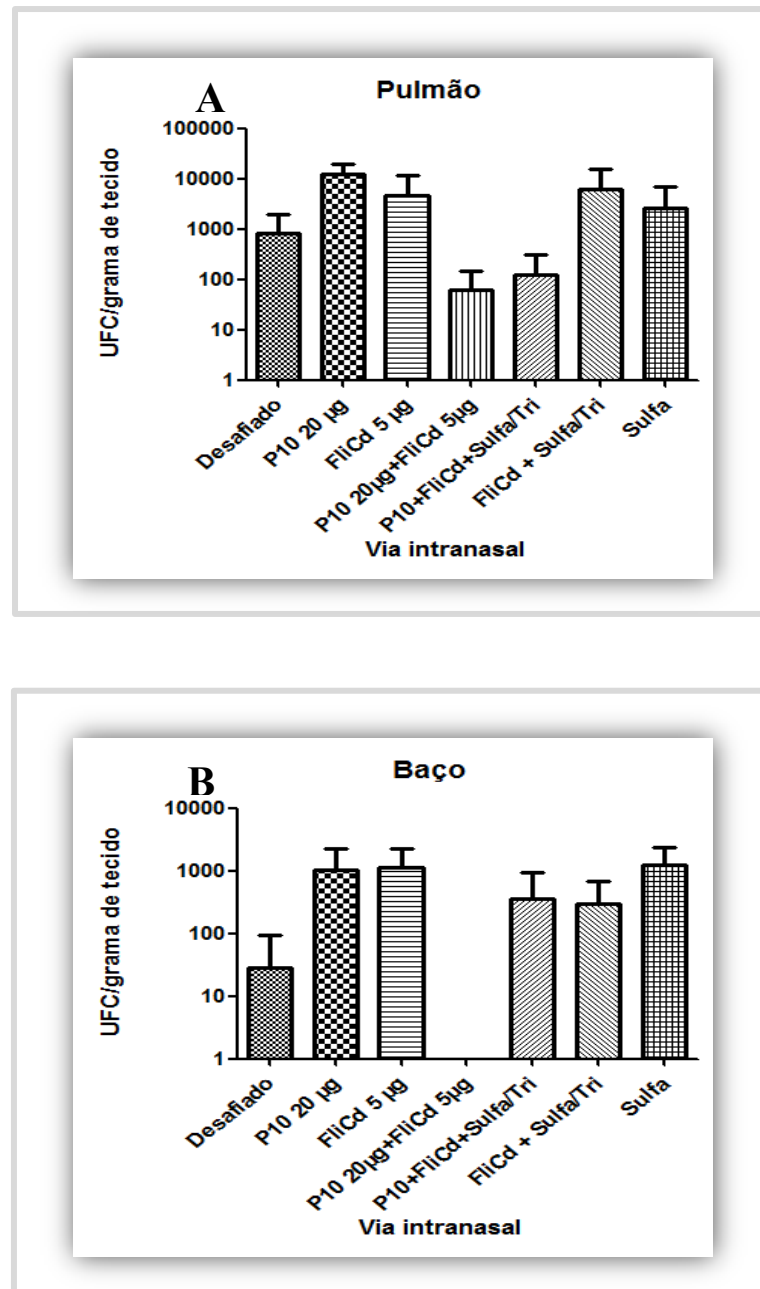 A
Pulmão
UFC/grama de tecido
100000
10000
1000
100
10
1
Desafiado
P10 20 µg
FliCd 5 µg
P10 20µg+FliCd 5µg
P10+FliCd+Sulfa/Tri
FliCd + Sulfa/Tri
Sulfa
Via intranasal
B
Baço
UFC/grama de tecido
10000
1000
100
10
1
Desafiado
P10 20 µg
FliCd 5 µg
P10 20µg+FliCd 5µg
P10+FliCd+Sulfa/Tri
FliCd + Sulfa/Tri
Sulfa
Via intranasal